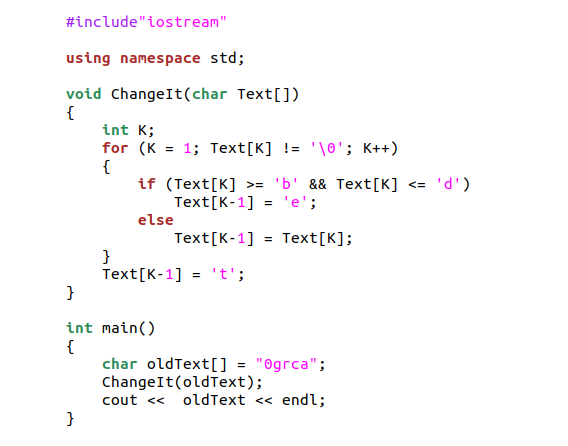 #include"iostream"
using namespace std;
void ChangeIt(char Text[])
{
int K;
for (K = 1; Text[K] != '\0'; K++)
{
if (Text[K] >= 'b' && Text[K] <= 'd')
Text[K-1] = 'e';
else
Text[K-1] = Text[K];
}
Text[K-1] = 't';
}
int main()
{
char oldText[] = "0grca";
ChangeIt(oldText);
cout <<  oldText << endl;
}